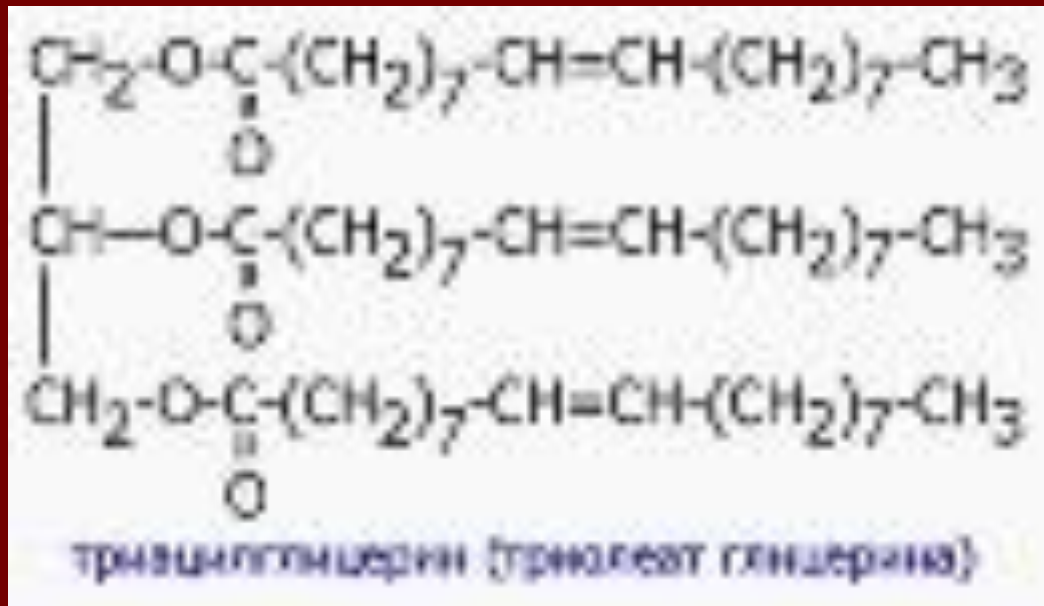 CH₂-O-C-(CH₂)₇-CH=CH-(CH₂)₇-CH₃
O
CH—O-C-(CH₂)₇-CH=CH-(CH₂)₇-CH₃
O
CH₂-O-C-(CH₂)₇-CH=CH-(CH₂)₇-CH₃
O
триацилглицерин (триолеат глицерина)